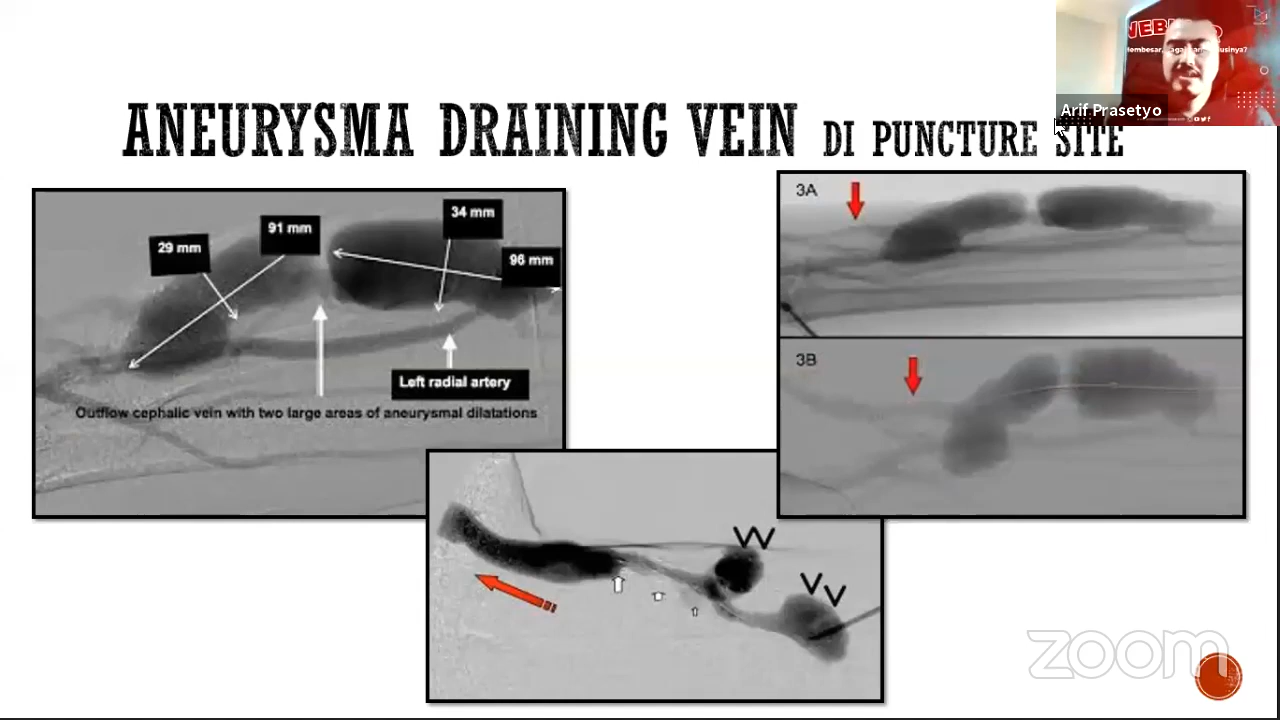 ANEURYSMA DRAINING VEIN DI PUNCTURE SITE
Arif Prasetyo
29 mm
91 mm
34 mm
96 mm
Left radial artery
Outflow cephalic vein with two large areas of aneurysmal dilatations
3A
3B
zoom